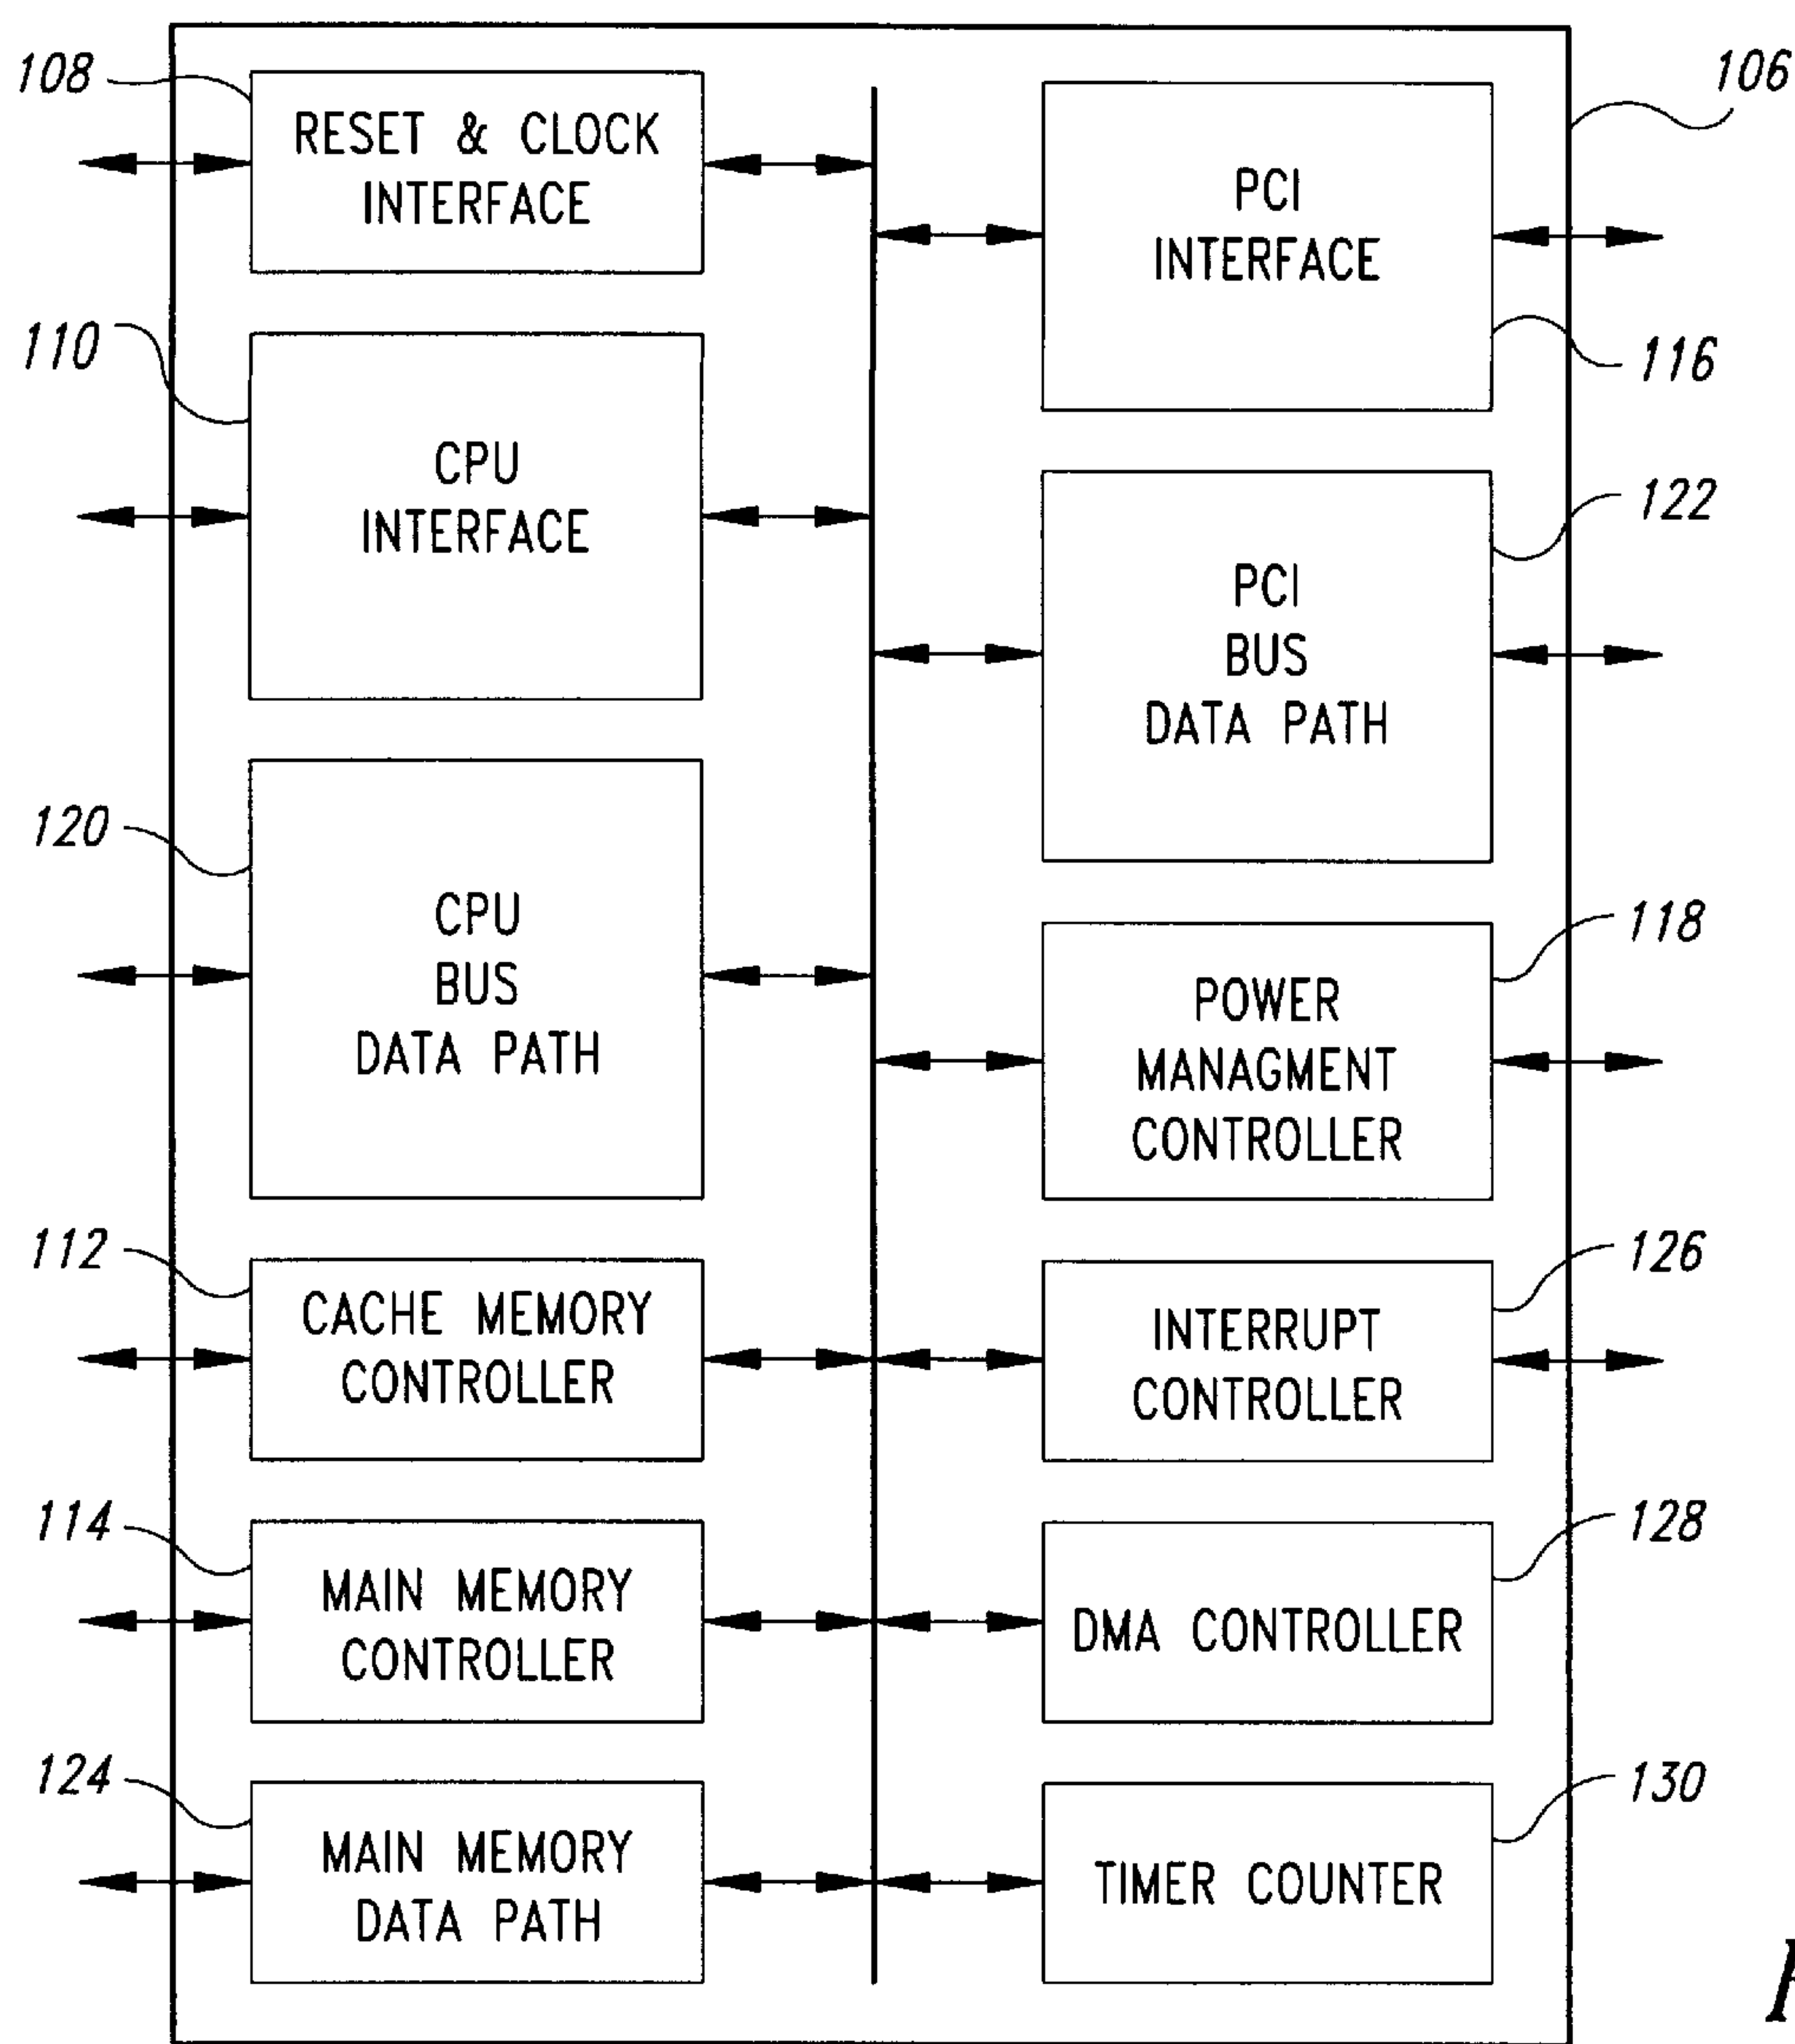 108
RESET & CLOCK
INTERFACE
106
PCI
INTERFACE
116
110
CPU
INTERFACE
122
PCI
BUS
DATA PATH
120
CPU
BUS
DATA PATH
118
POWER
MANAGMENT
CONTROLLER
112
CACHE MEMORY
CONTROLLER
126
INTERRUPT
CONTROLLER
114
MAIN MEMORY
CONTROLLER
128
DMA CONTROLLER
124
MAIN MEMORY
DATA PATH
130
TIMER COUNTER